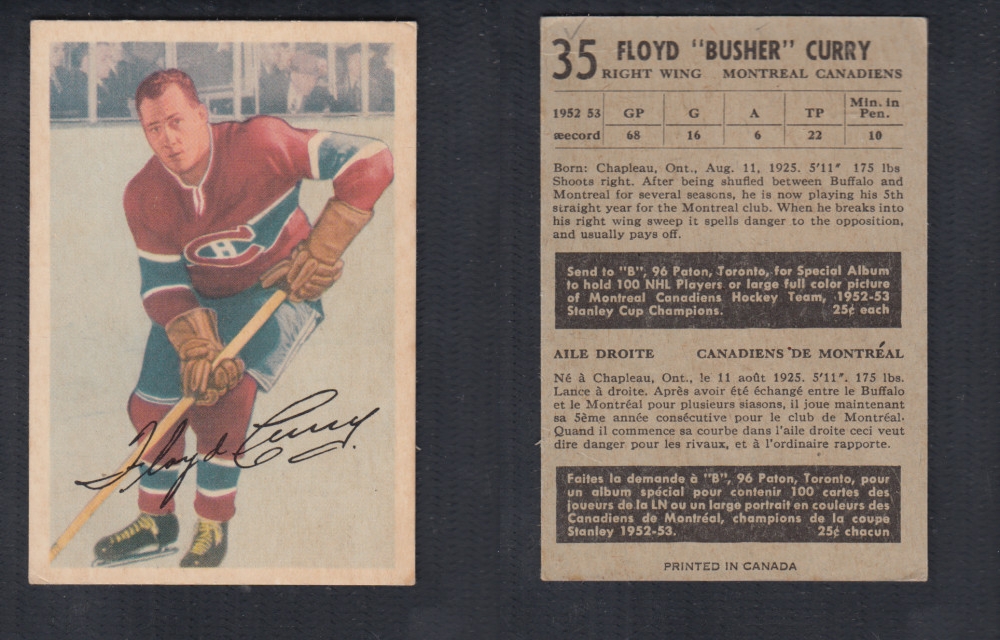 Floyd Curry.
C
H
35 FLOYD "BUSHER" CURRY
RIGHT WING MONTREAL CANADIENS
1952 53 GP G A TP Min. in Pen.
æecord 68 16 6 22 10
Born: Chapleau, Ont., Aug. 11, 1925. 5'11" 175 lbs
Shoots right. After being shufled between Buffalo and
Montreal for several seasons, he is now playing his 5th
straight year for the Montreal club. When he breaks into
his right wing sweep it spells danger to the opposition,
and usually pays off.
Send to "B", 96 Paton, Toronto, for Special Album
to hold 100 NHL Players or large full color picture
of Montreal Canadiens Hockey Team, 1952-53
Stanley Cup Champions. 25¢ each
AILE DROITE CANADIENS DE MONTRÉAL
Né à Chapleau, Ont., le 11 août 1925. 5'11". 175 lbs.
Lance à droite. Après avoir été échangé entre le Buffalo
et le Montréal pour plusieurs siasons, il joue maintenant
sa 5ème année consécutive pour le club de Montréal.
Quand il commence sa courbe dans l'aile droite ceci veut
dire danger pour les rivaux, et à l'ordinaire rapporte.
Faites la demande à "B", 96 Paton, Toronto, pour
un album spécial pour contenir 100 cartes des
joueurs de la LN ou un large portrait en couleurs des
Canadiens de Montréal, champions de la coupe
Stanley 1952-53. 25¢ chacun
PRINTED IN CANADA